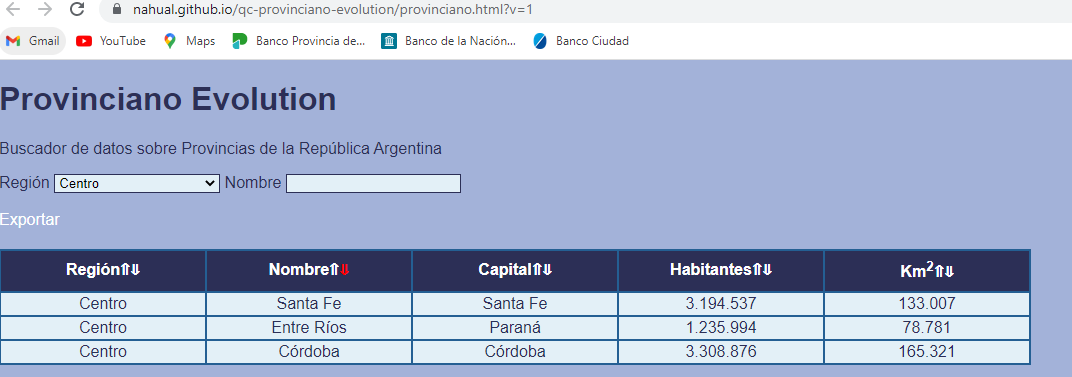 nahual.github.io/qc-provinciano-evolution/provinciano.html?v=1
Gmail YouTube Maps Banco Provincia de... Banco de la Nación... Banco Ciudad
Provinciano Evolution
Buscador de datos sobre Provincias de la República Argentina
Región Centro Nombre
Exportar
Región⇑⇓ Nombre⇑⇓ Capital⇑⇓ Habitantes⇑⇓ Km²⇑⇓
Centro Santa Fe Santa Fe 3.194.537 133.007
Centro Entre Ríos Paraná 1.235.994 78.781
Centro Córdoba Córdoba 3.308.876 165.321